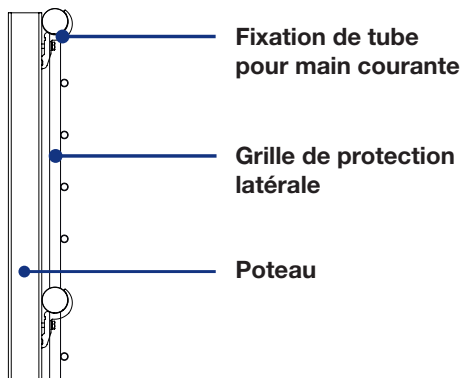 Fixation de tube
pour main courante
Grille de protection
latérale
Poteau